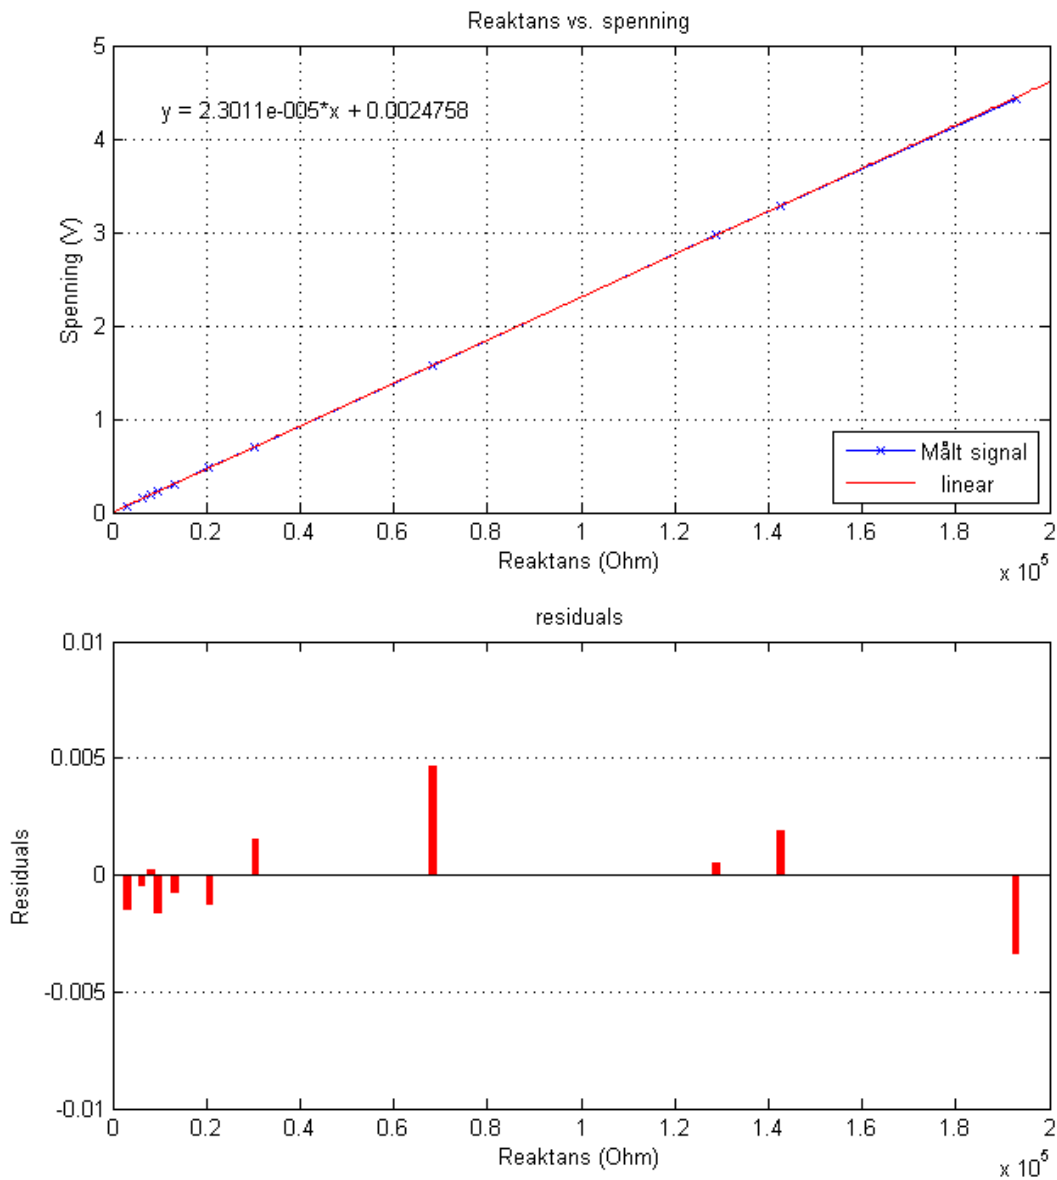 Reaktans vs. spenning
5
y = 2.3011e-005*x + 0.0024758
4
3
Spenning (V)
2
1
Målt signal
linear
0
0 0.2 0.4 0.6 0.8 1 1.2 1.4 1.6 1.8 2
Reaktans (Ohm)
x 10^5
residuals
0.01
0.005
0
Residuals
-0.005
-0.01
0 0.2 0.4 0.6 0.8 1 1.2 1.4 1.6 1.8 2
Reaktans (Ohm)
x 10^5